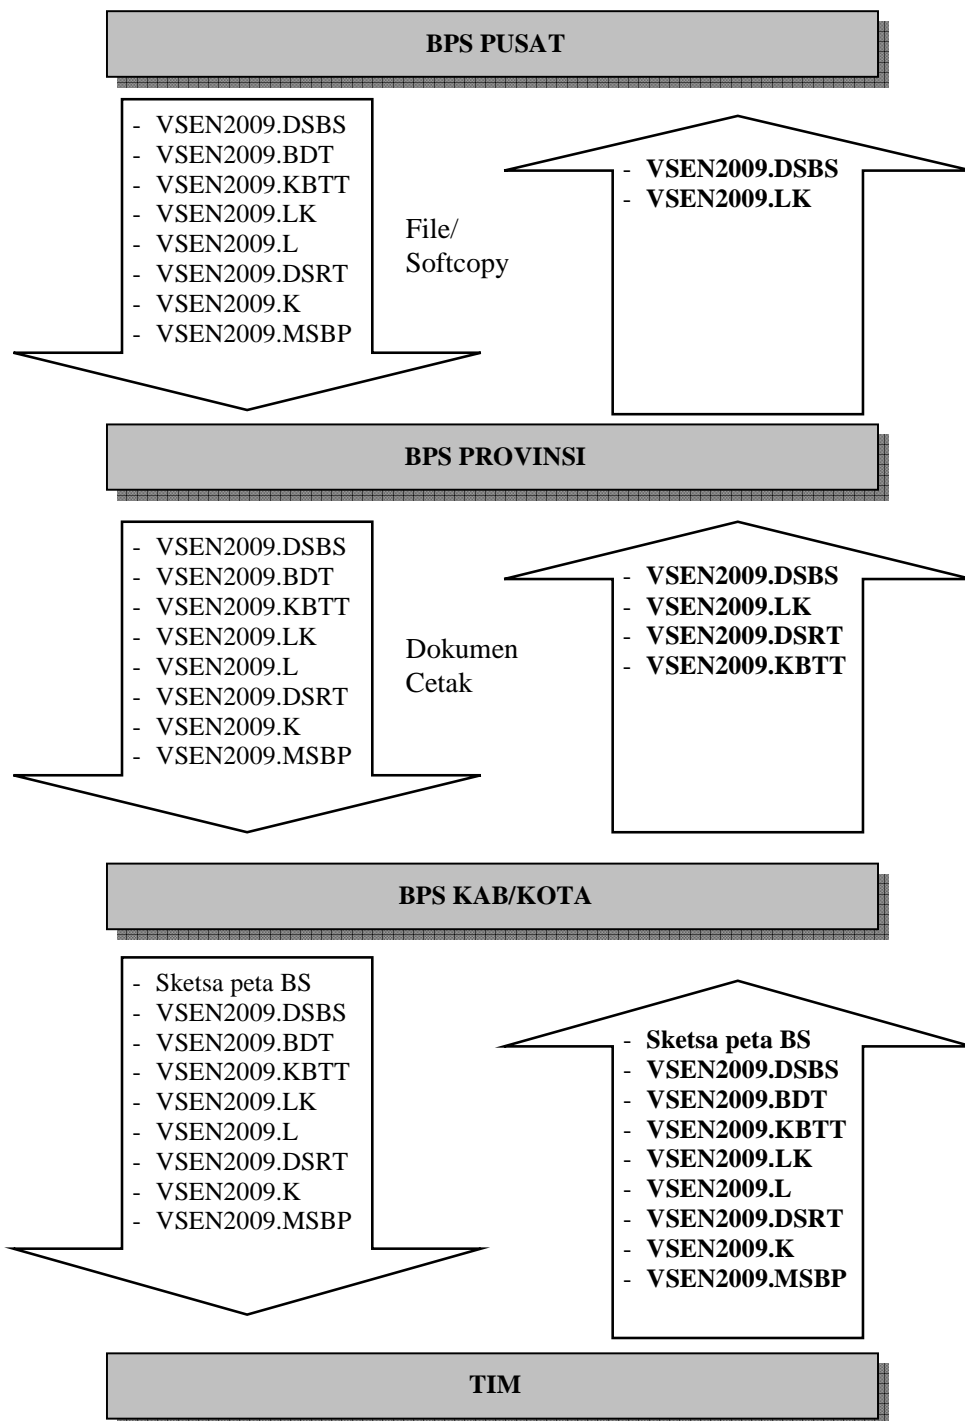 BPS PUSAT
- VSEN2009.DSBS
- VSEN2009.BDT
- VSEN2009.KBTT
- VSEN2009.LK
- VSEN2009.L
- VSEN2009.DSRT
- VSEN2009.K
- VSEN2009.MSBP
File/
Softcopy
- VSEN2009.DSBS
- VSEN2009.LK
BPS PROVINSI
- VSEN2009.DSBS
- VSEN2009.BDT
- VSEN2009.KBTT
- VSEN2009.LK
- VSEN2009.L
- VSEN2009.DSRT
- VSEN2009.K
- VSEN2009.MSBP
Dokumen
Cetak
- VSEN2009.DSBS
- VSEN2009.LK
- VSEN2009.DSRT
- VSEN2009.KBTT
BPS KAB/KOTA
- Sketsa peta BS
- VSEN2009.DSBS
- VSEN2009.BDT
- VSEN2009.KBTT
- VSEN2009.LK
- VSEN2009.L
- VSEN2009.DSRT
- VSEN2009.K
- VSEN2009.MSBP
- Sketsa peta BS
- VSEN2009.DSBS
- VSEN2009.BDT
- VSEN2009.KBTT
- VSEN2009.LK
- VSEN2009.L
- VSEN2009.DSRT
- VSEN2009.K
- VSEN2009.MSBP
TIM